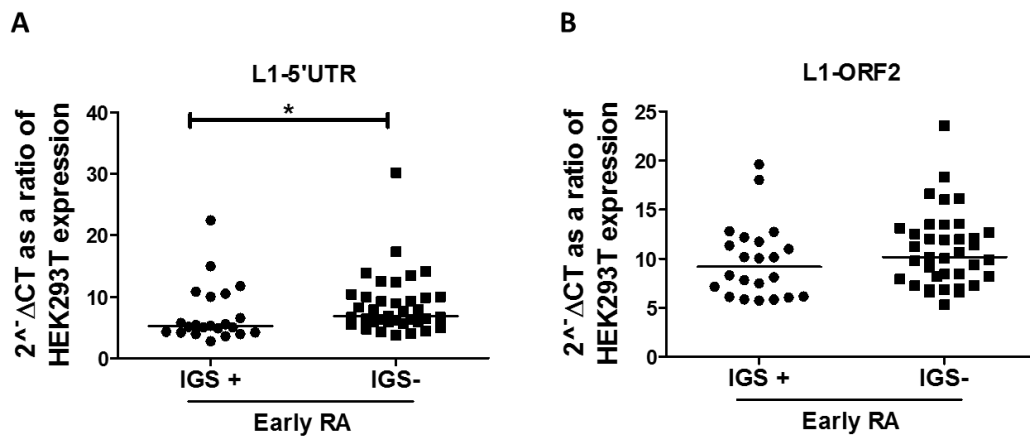 A
L1-5'UTR
2^-ΔCT as a ratio of
HEK293T expression
40
30
20
10
0
*
IGS +
IGS-
Early RA
B
L1-ORF2
2^-ΔCT as a ratio of
HEK293T expression
25
20
15
10
5
0
IGS +
IGS-
Early RA